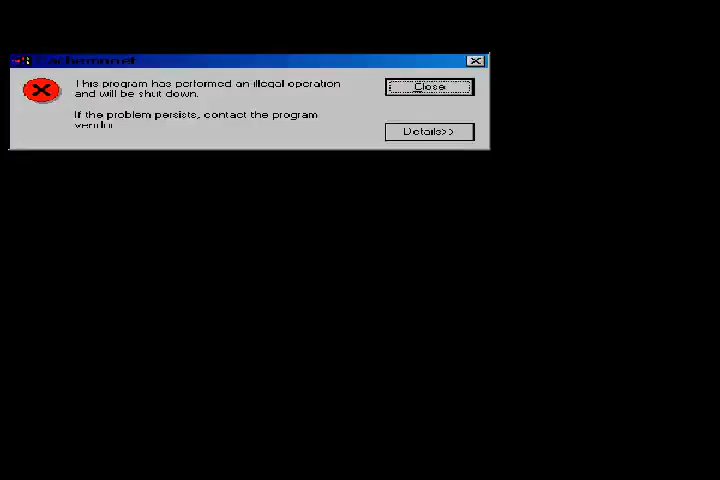 This program has performed an illegal operation
and will be shut down.
If the problem persists, contact the program
vendor.
Close
Details>>